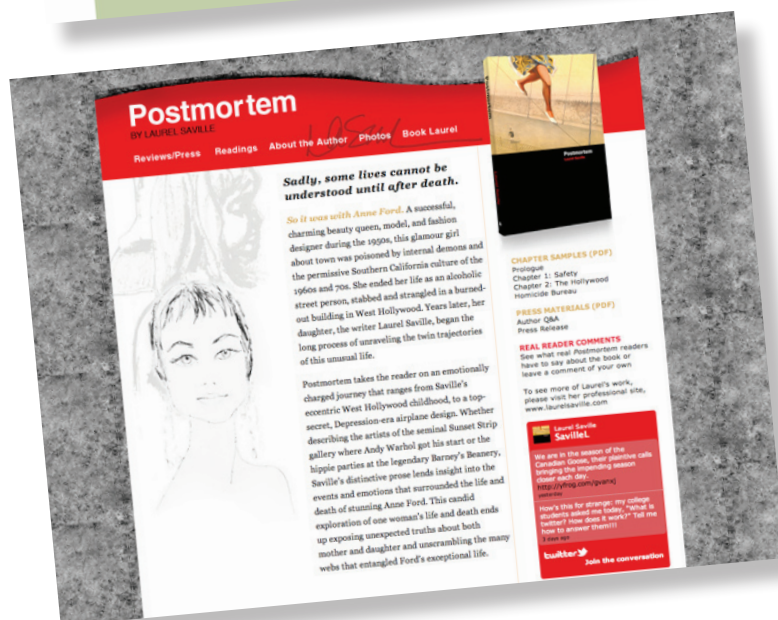 Postmortem
BY LAUREL SAVILLE
Reviews/Press Readings About the Author Photos Book Laurel
Sadly, some lives cannot be
understood until after death.
So it was with Anne Ford. A successful,
charming beauty queen, model, and fashion
designer during the 1950s, this glamour girl
about town was poisoned by internal demons and
the permissive Southern California culture of the
1960s and 70s. She ended her life as an alcoholic
street person, stabbed and strangled in a burned-
out building in West Hollywood. Years later, her
daughter, the writer Laurel Saville, began the
long process of unraveling the twin trajectories
of this unusual life.
Postmortem takes the reader on an emotionally
charged journey that ranges from Saville's
eccentric West Hollywood childhood, to a top-
secret, Depression-era airplane design. Whether
describing the artists of the seminal Sunset Strip
gallery where Andy Warhol got his start or the
hippie parties at the legendary Barney's Beanery,
Saville's distinctive prose lends insight into the
events and emotions that surrounded the life and
death of stunning Anne Ford. This candid
exploration of one woman's life and death ends
up exposing unexpected truths about both
mother and daughter and unscrambling the many
webs that entangled Ford's exceptional life.
Postmortem
CHAPTER SAMPLES (PDF)
Prologue
Chapter 1: Safety
Chapter 2: The Hollywood
Homicide Bureau
PRESS MATERIALS (PDF)
Author Q&A
Press Release
REAL READER COMMENTS
See what real Postmortem readers
have to say about the book or
leave a comment of your own
To see more of Laurel's work,
please visit her professional site,
www.laurelsaville.com
Laurel Saville
SavilleL
We are in the season of the
Canadian Goose, their plaintive calls
bringing the impending season
closer each day.
http://yfrog.com/gvanxj
yesterday
How's this for strange: my college
students asked me today, "What is
twitter? How does it work?" Tell me
how to answer them!!!
3 days ago
twitter
Join the conversation